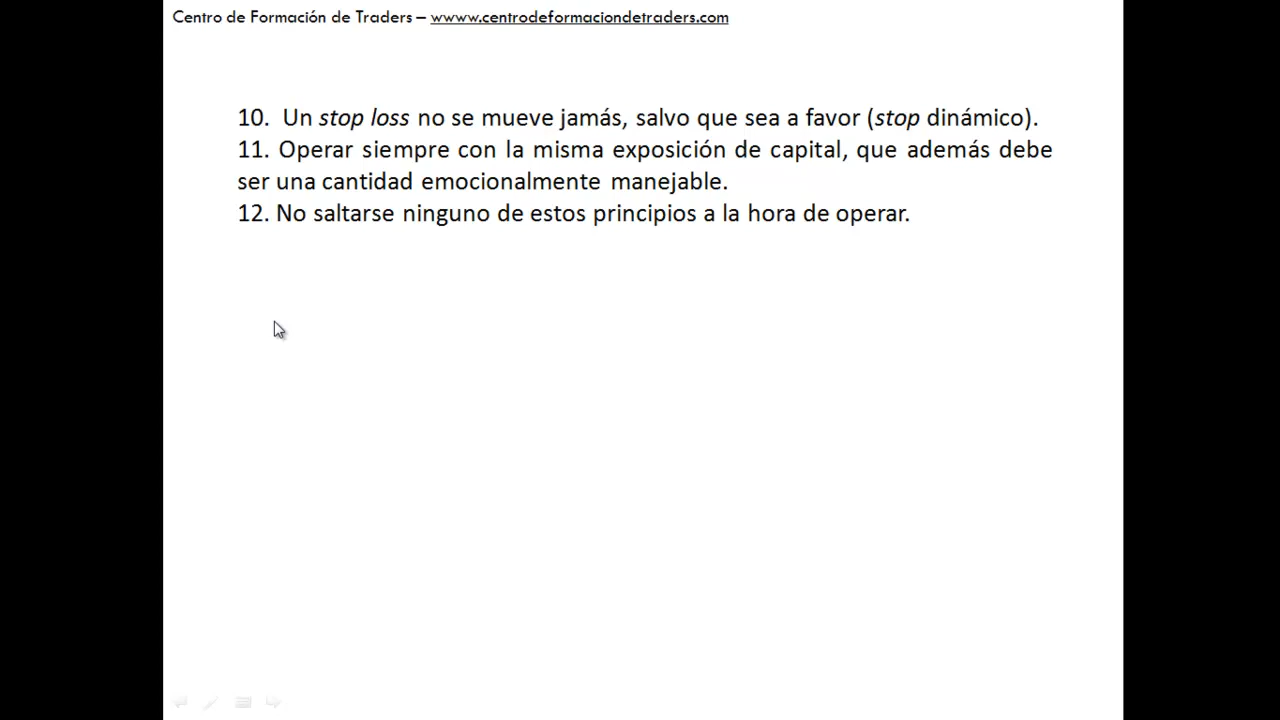 Centro de Formación de Traders – wwww.centrodeformaciondetraders.com
10. Un stop loss no se mueve jamás, salvo que sea a favor (stop dinámico).
11. Operar siempre con la misma exposición de capital, que además debe
ser una cantidad emocionalmente manejable.
12. No saltarse ninguno de estos principios a la hora de operar.